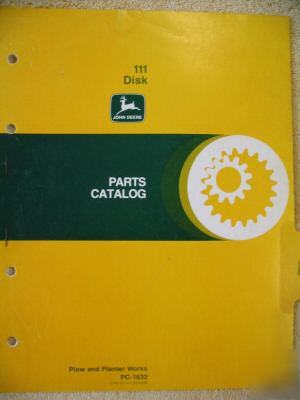 111
Disk
JOHN DEERE
PARTS
CATALOG
Plow and Planter Works
PC-1632